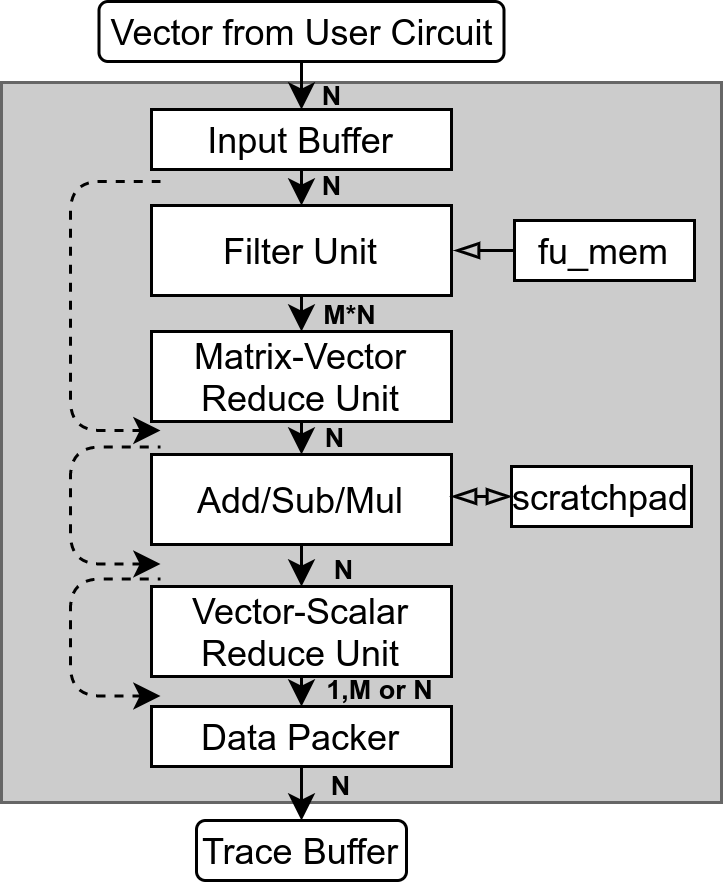 Vector from User Circuit
N
Input Buffer
N
Filter Unit
fu_mem
M*N
Matrix-Vector
Reduce Unit
N
Add/Sub/Mul
scratchpad
N
Vector-Scalar
Reduce Unit
1,M or N
Data Packer
N
Trace Buffer